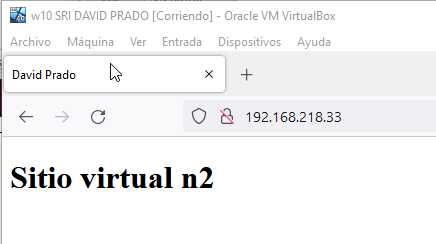 w10 SRI DAVID PRADO [Corriendo] - Oracle VM VirtualBox
Archivo Máquina Ver Entrada Dispositivos Ayuda
David Prado
192.168.218.33
Sitio virtual n2